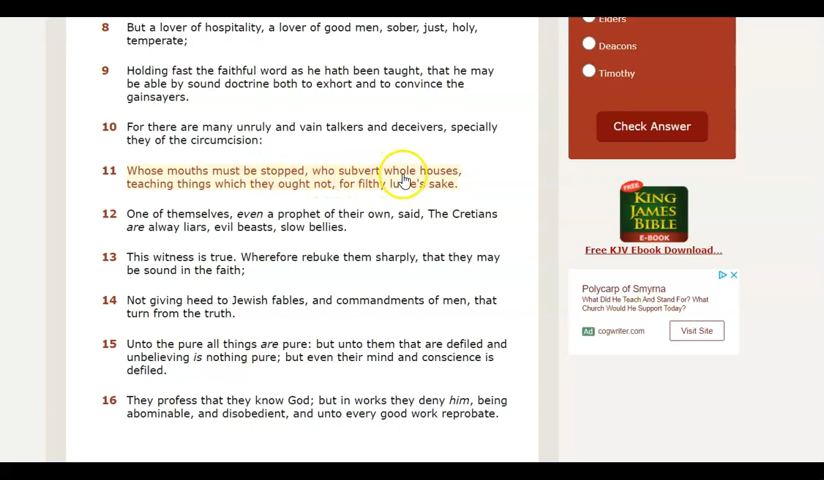 8 But a lover of hospitality, a lover of good men, sober, just, holy,
temperate;
9 Holding fast the faithful word as he hath been taught, that he may
be able by sound doctrine both to exhort and to convince the
gainsayers.
10 For there are many unruly and vain talkers and deceivers, specially
they of the circumcision:
11 Whose mouths must be stopped, who subvert whole houses,
teaching things which they ought not, for filthy sake.
12 One of themselves, even a prophet of their own, said, The Cretians
are alway liars, evil beasts, slow bellies.
13 This witness is true. Wherefore rebuke them sharply, that they may
be sound in the faith;
14 Not giving heed to Jewish fables, and commandments of men, that
turn from the truth.
15 Unto the pure all things are pure: but unto them that are defiled and
unbelieving is nothing pure; but even their mind and conscience is
defiled.
16 They profess that they know God; but in works they deny him, being
abominable, and disobedient, and unto every good work reprobate.
Elders
Deacons
Timothy
Check Answer
FREE
KING
JAMES
BIBLE
E-BOOK
Free KJV Ebook Download...
Polycarp of Smyrna
What Did He Teach And Stand For? What
Church Would He Support Today?
Ad cogwriter.com
Visit Site